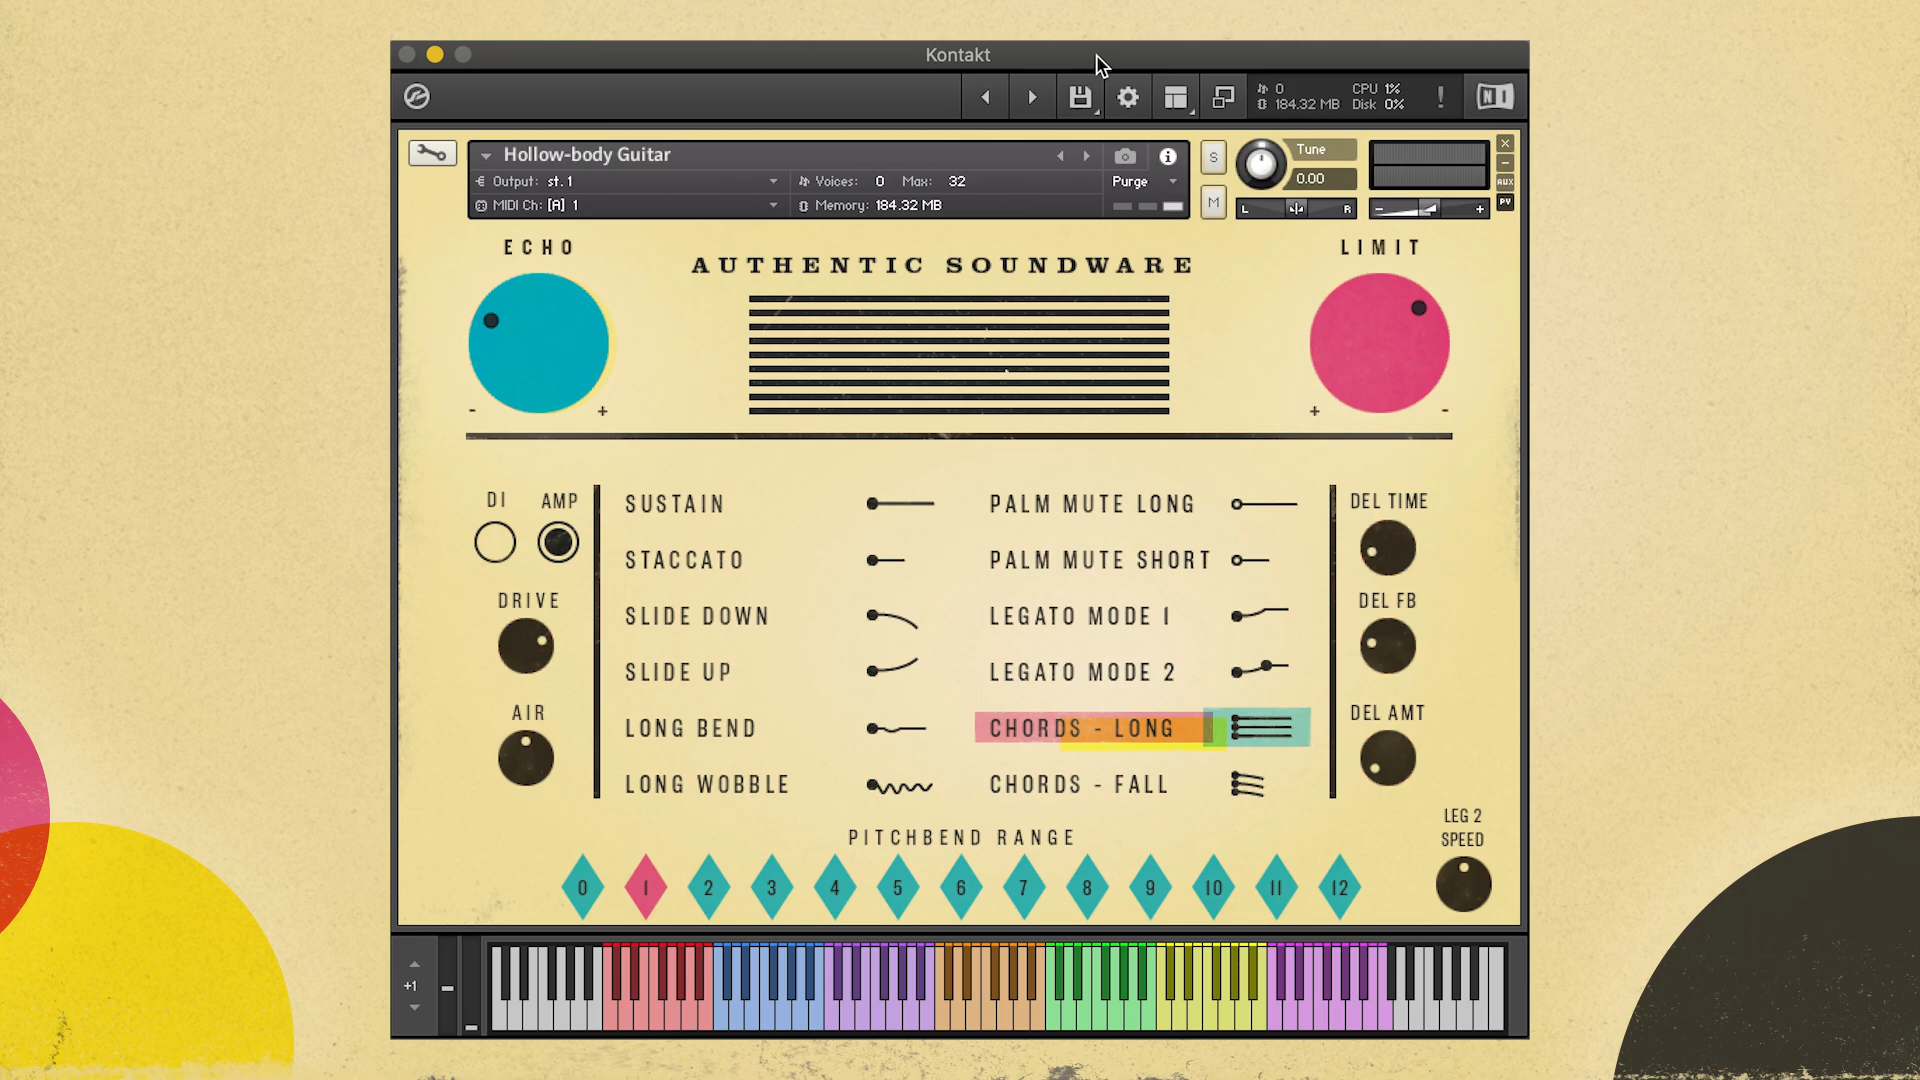 Kontakt
0
184.32 MB
CPU 1%
Disk 0%
!
NI
Hollow-body Guitar
Output: st.1
MIDI Ch: [A] 1
Voices: 0 Max: 32
Memory: 184.32 MB
Purge
S
M
Tune
0.00
L R
- +
x
-
AUX
PV
ECHO
- +
AUTHENTIC SOUNDWARE
LIMIT
+ -
DI AMP
DRIVE
AIR
SUSTAIN
STACCATO
SLIDE DOWN
SLIDE UP
LONG BEND
LONG WOBBLE
PALM MUTE LONG
PALM MUTE SHORT
LEGATO MODE 1
LEGATO MODE 2
CHORDS - LONG
CHORDS - FALL
DEL TIME
DEL FB
DEL AMT
LEG 2
SPEED
PITCHBEND RANGE
0 1 2 3 4 5 6 7 8 9 10 11 12
+1